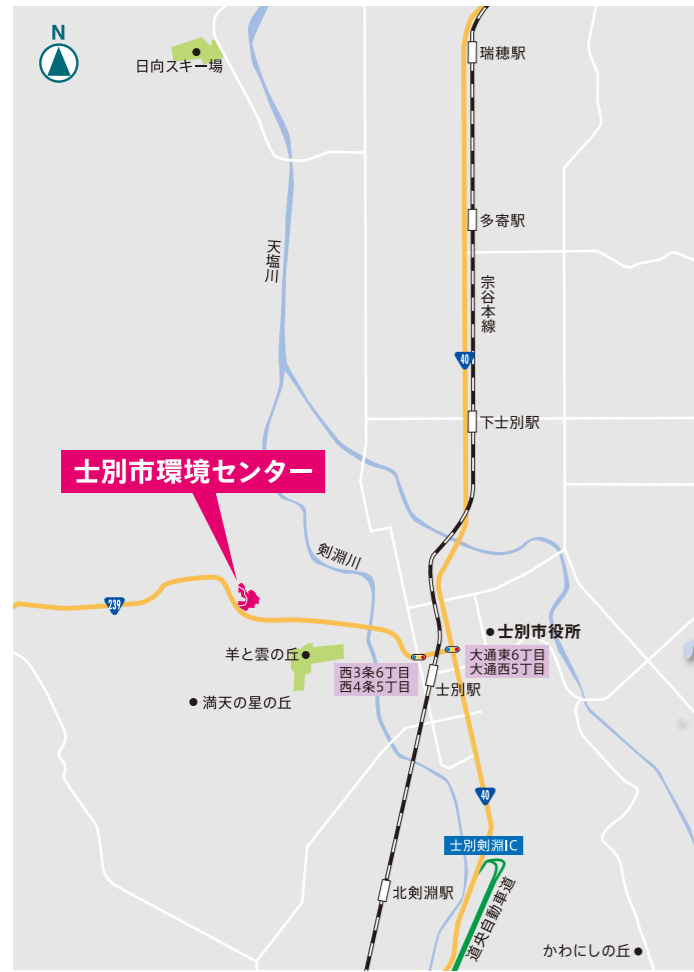 N
日向スキー場
瑞穂駅
多寄駅
天塩川
宗谷本線
40
下士別駅
士別市環境センター
剣淵川
239
士別市役所
羊と雲の丘
西3条6丁目
西4条5丁目
大通東6丁目
大通西5丁目
士別駅
満天の星の丘
40
士別剣淵IC
北剣淵駅
道央自動車道
かわにしの丘